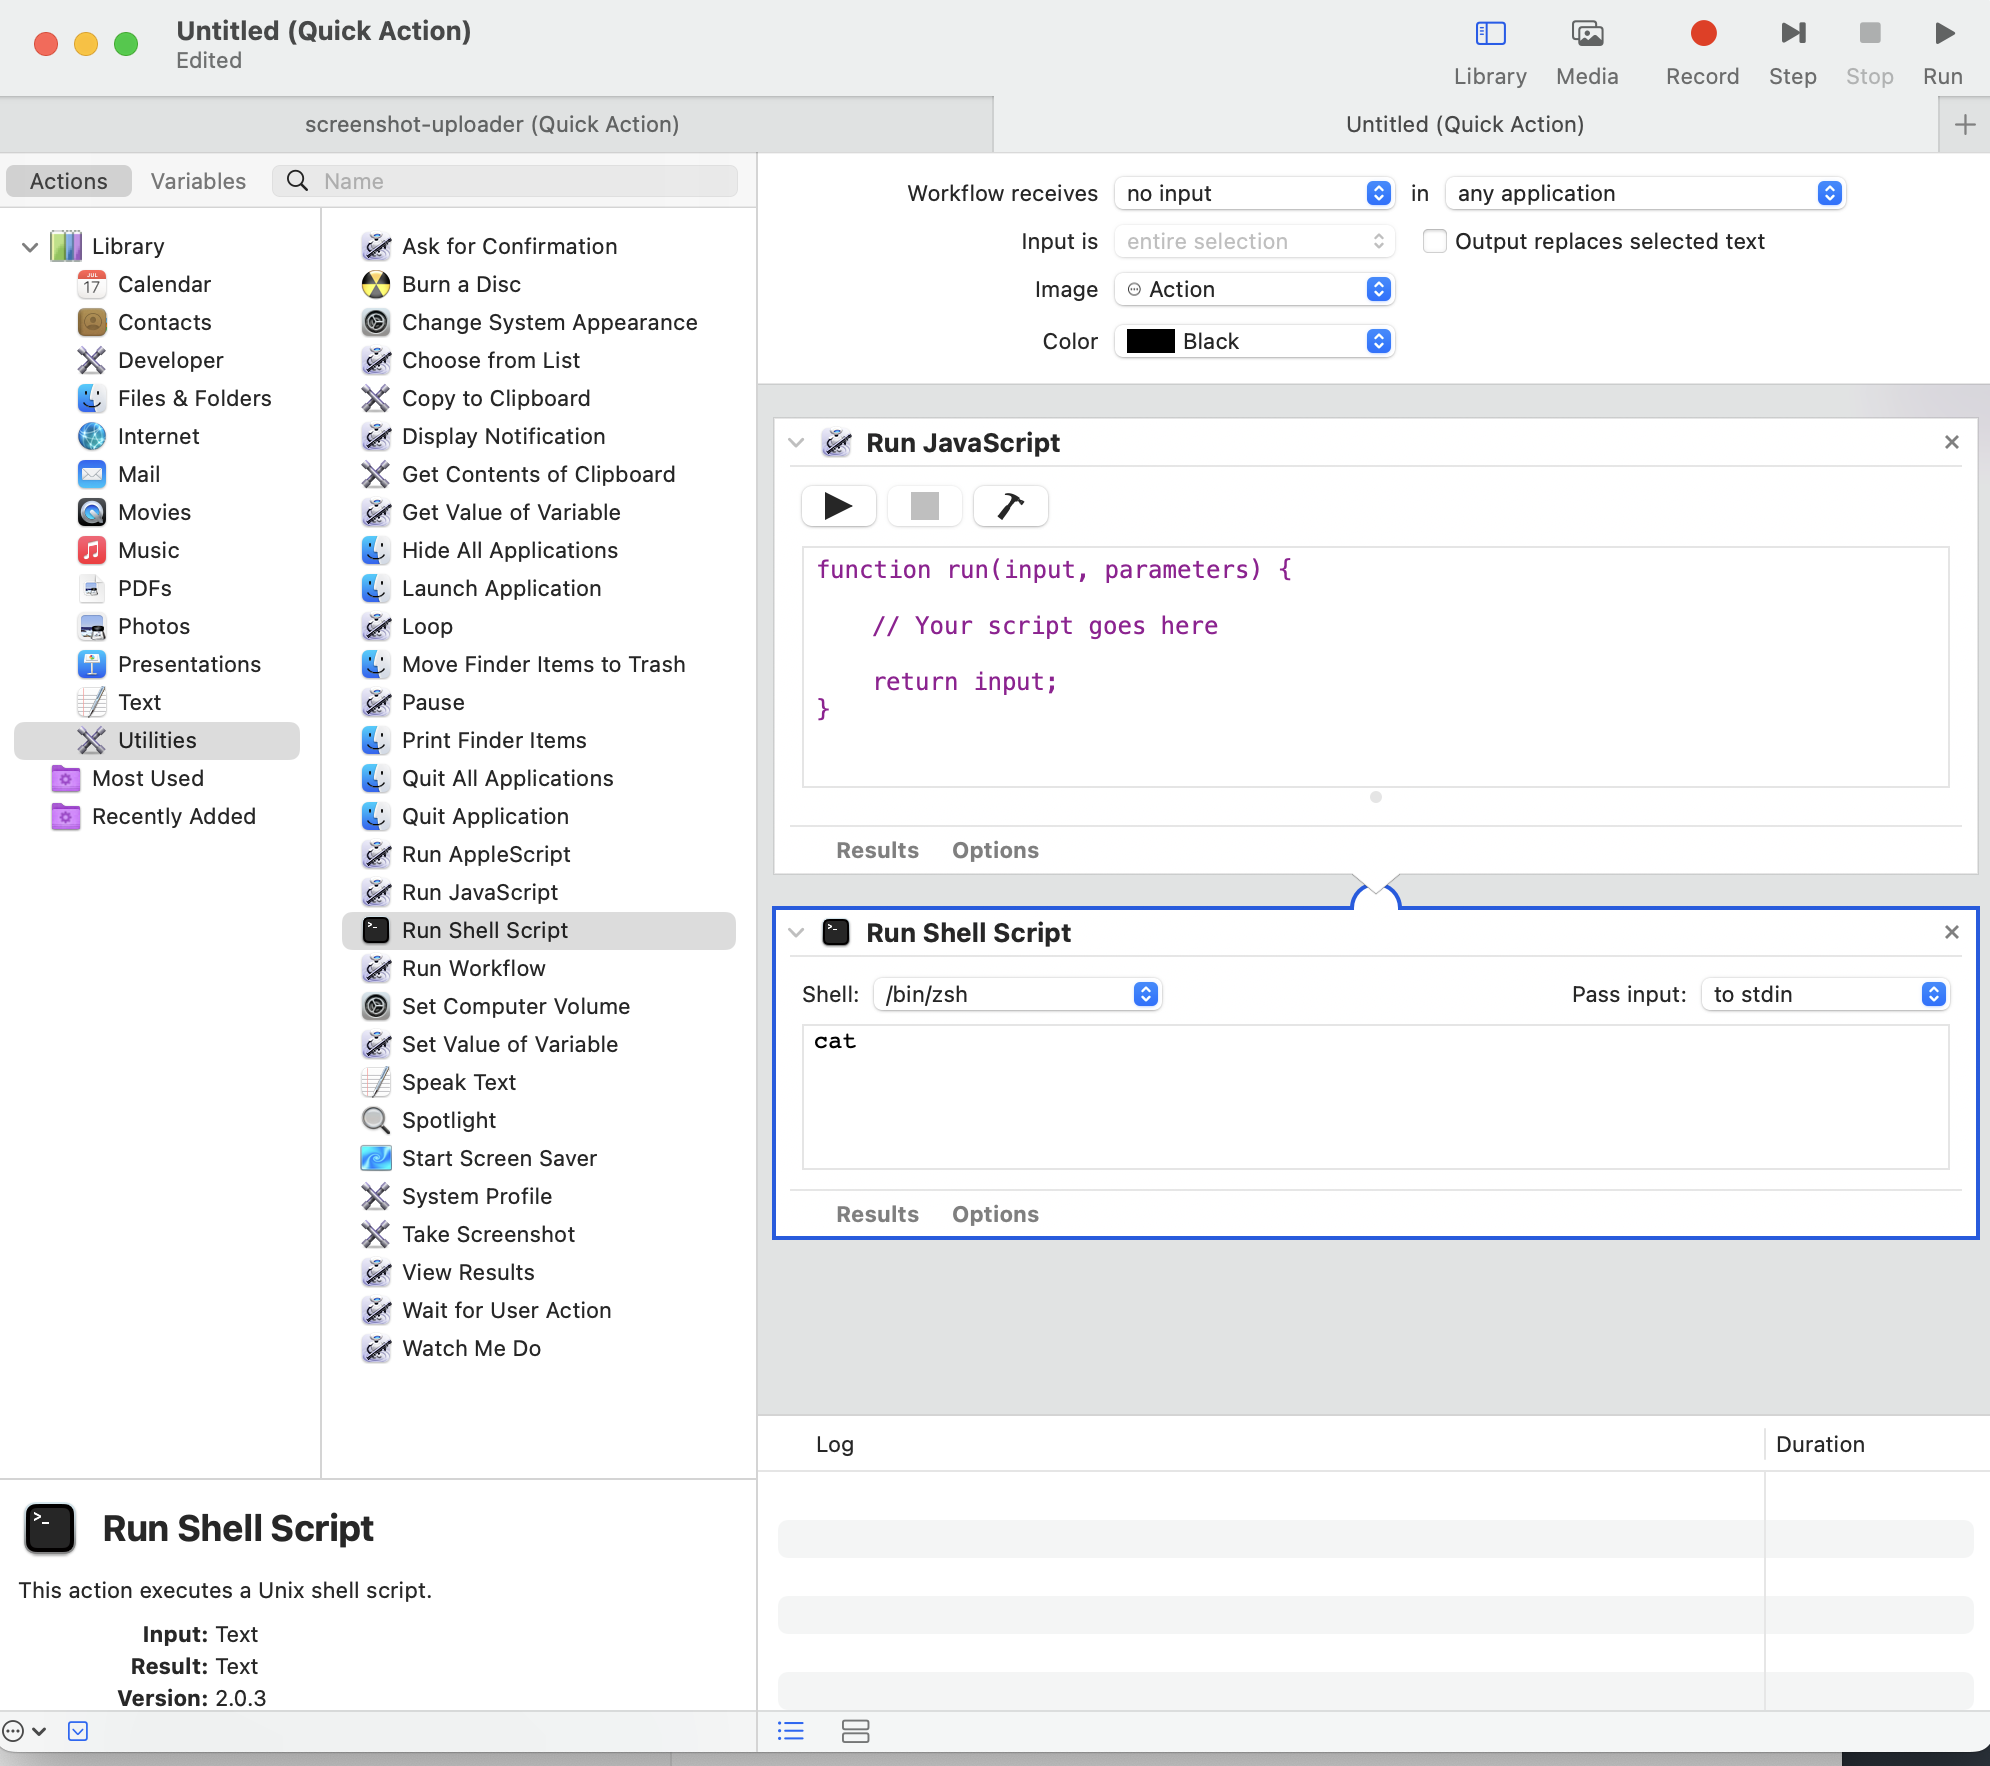 Untitled (Quick Action)
Edited
Library
Media
Record
Step
Stop
Run
screenshot-uploader (Quick Action)
Untitled (Quick Action)
Actions
Variables
Name
Library
JUL
17
Calendar
Contacts
Developer
Files & Folders
Internet
Mail
Movies
Music
PDFs
Photos
Presentations
Text
Utilities
Most Used
Recently Added
Ask for Confirmation
Burn a Disc
Change System Appearance
Choose from List
Copy to Clipboard
Display Notification
Get Contents of Clipboard
Get Value of Variable
Hide All Applications
Launch Application
Loop
Move Finder Items to Trash
Pause
Print Finder Items
Quit All Applications
Quit Application
Run AppleScript
Run JavaScript
Run Shell Script
Run Workflow
Set Computer Volume
Set Value of Variable
Speak Text
Spotlight
Start Screen Saver
System Profile
Take Screenshot
View Results
Wait for User Action
Watch Me Do
Run Shell Script
This action executes a Unix shell script.
Input: Text
Result: Text
Version: 2.0.3
Workflow receives no input in any application
Input is entire selection Output replaces selected text
Image Action
Color Black
Run JavaScript
function run(input, parameters) {
// Your script goes here
return input;
}
Results Options
Run Shell Script
Shell: /bin/zsh Pass input: to stdin
cat
Results Options
Log Duration